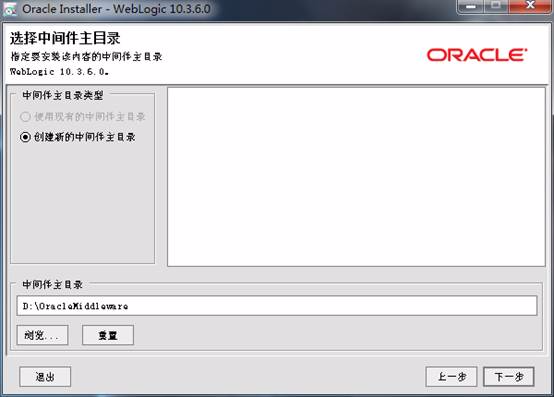 Oracle Installer - WebLogic 10.3.6.0
选择中间件主目录
指定要安装该内容的中间件主目录
WebLogic 10.3.6.0。
ORACLE
中间件主目录类型
使用现有的中间件主目录
创建新的中间件主目录
中间件主目录
D:\OracleMiddleware
浏览...
重置
退出
上一步
下一步